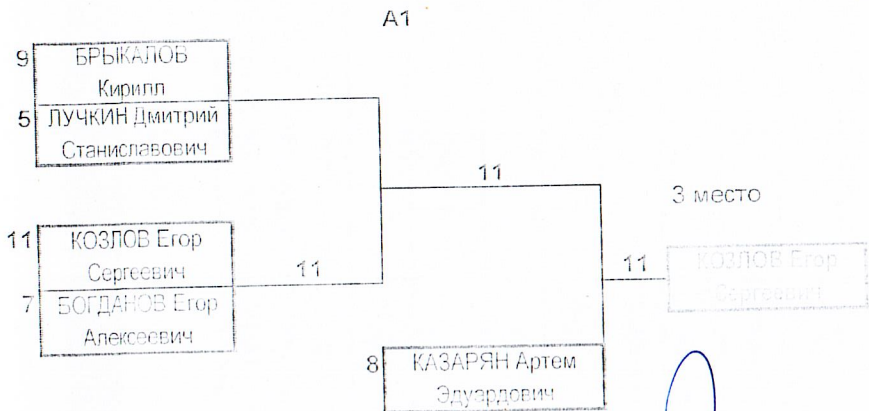 А1
9 БРЫКАЛОВ
Кирилл
5 ЛУЧКИН Дмитрий
Станиславович
11
3 место
11 КОЗЛОВ Егор
Сергеевич
11
11
КОЗЛОВ Егор
Сергеевич
7 БОГДАНОВ Егор
Алексеевич
8 КАЗАРЯН Артем
Эдуардович